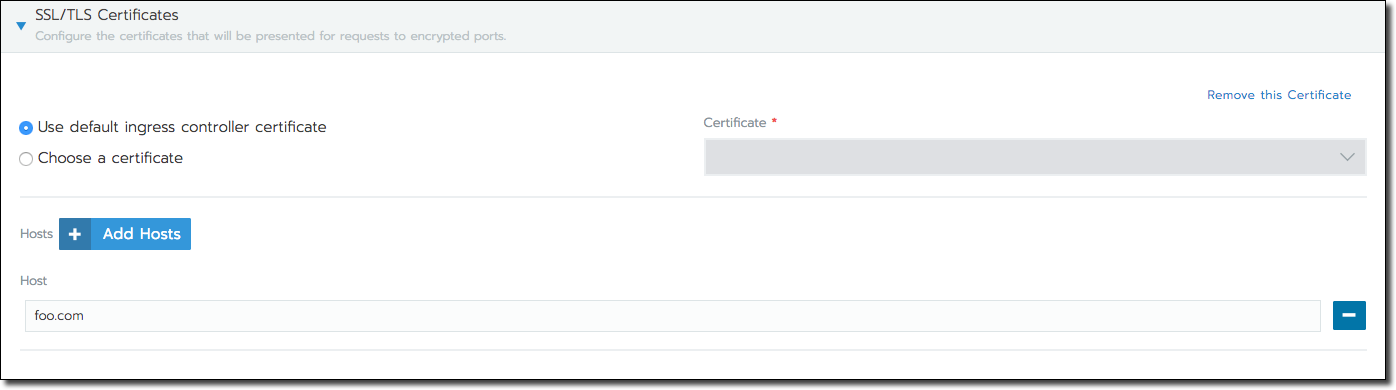 SSL/TLS Certificates
Configure the certificates that will be presented for requests to encrypted ports.
Remove this Certificate
Use default ingress controller certificate
Certificate *
Choose a certificate
Hosts + Add Hosts
Host
foo.com